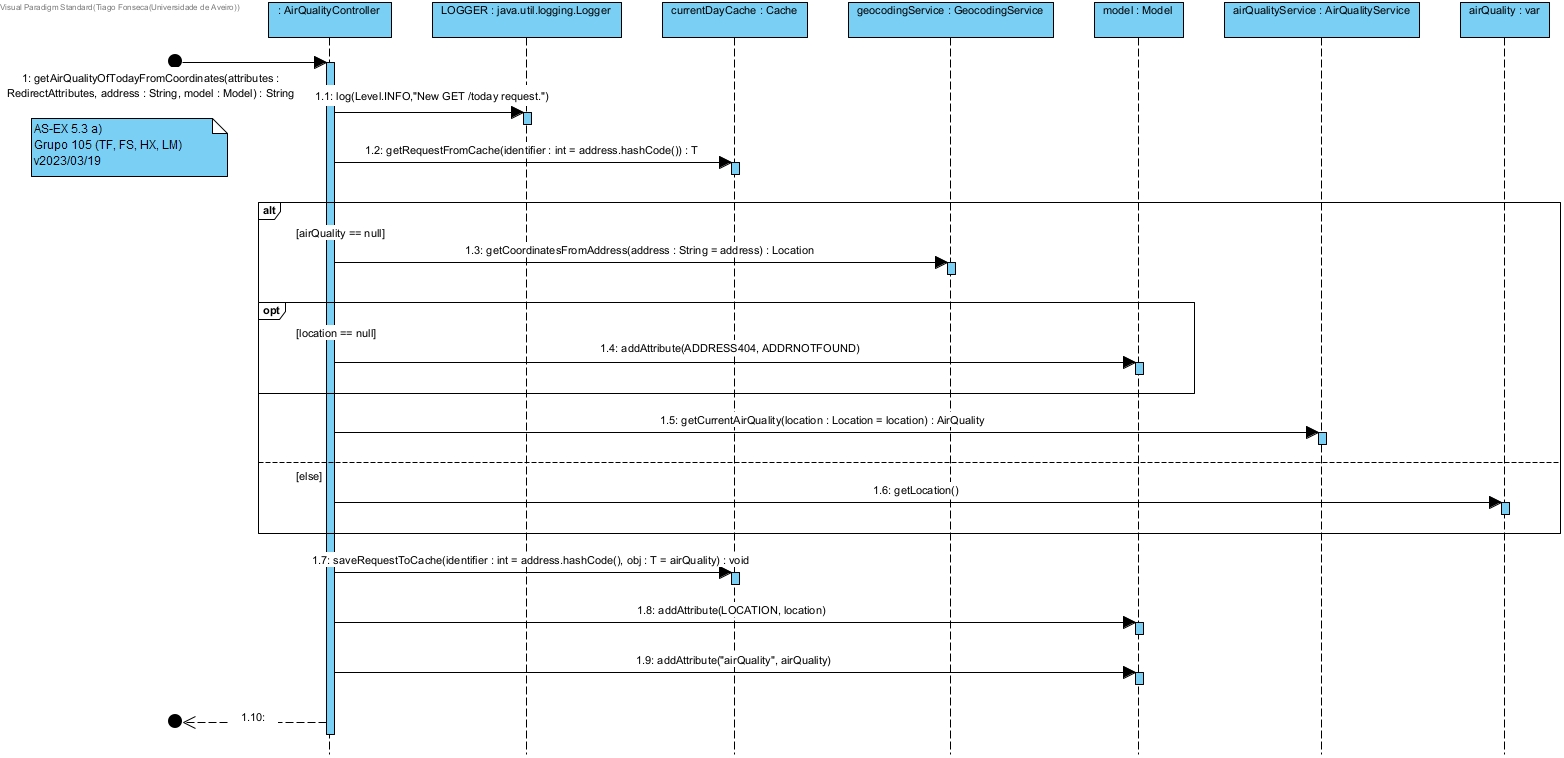 Visual Paradigm Standard(Tiago Fonseca(Universidade de Aveiro))
: AirQualityController
LOGGER : java.util.logging.Logger
currentDayCache : Cache
geocodingService : GeocodingService
model : Model
airQualityService : AirQualityService
airQuality : var
1: getAirQualityOfTodayFromCoordinates(attributes :
RedirectAttributes, address : String, model : Model) : String
1.1: log(Level.INFO,"New GET /today request.")
AS-EX 5.3 a)
Grupo 105 (TF, FS, HX, LM)
v2023/03/19
1.2: getRequestFromCache(identifier : int = address.hashCode()) : T
alt
[airQuality == null]
1.3: getCoordinatesFromAddress(address : String = address) : Location
opt
[location == null]
1.4: addAttribute(ADDRESS404, ADDRNOTFOUND)
1.5: getCurrentAirQuality(location : Location = location) : AirQuality
[else]
1.6: getLocation()
1.7: saveRequestToCache(identifier : int = address.hashCode(), obj : T = airQuality) : void
1.8: addAttribute(LOCATION, location)
1.9: addAttribute("airQuality", airQuality)
1.10: